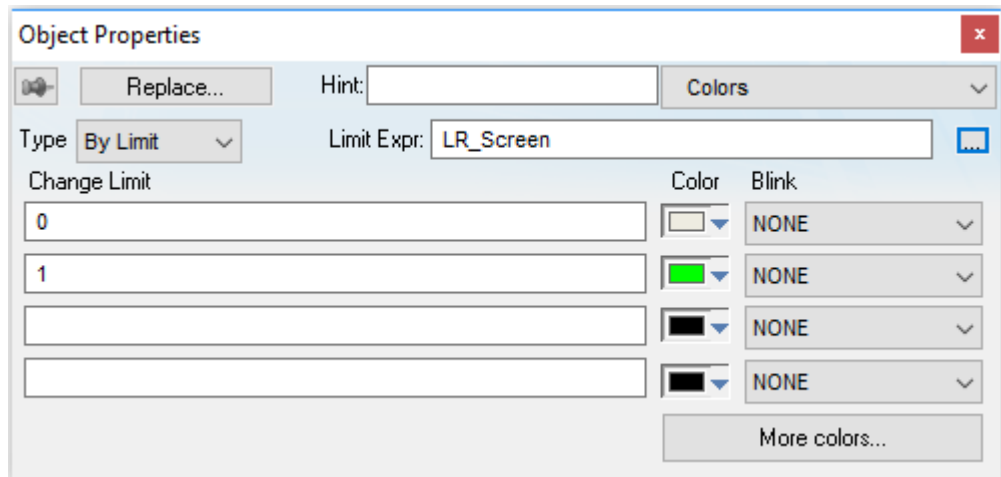 Object Properties x
Replace... Hint: Colors
Type By Limit Limit Expr: LR_Screen ...
Change Limit Color Blink
0 NONE
1 NONE
NONE
NONE
More colors...